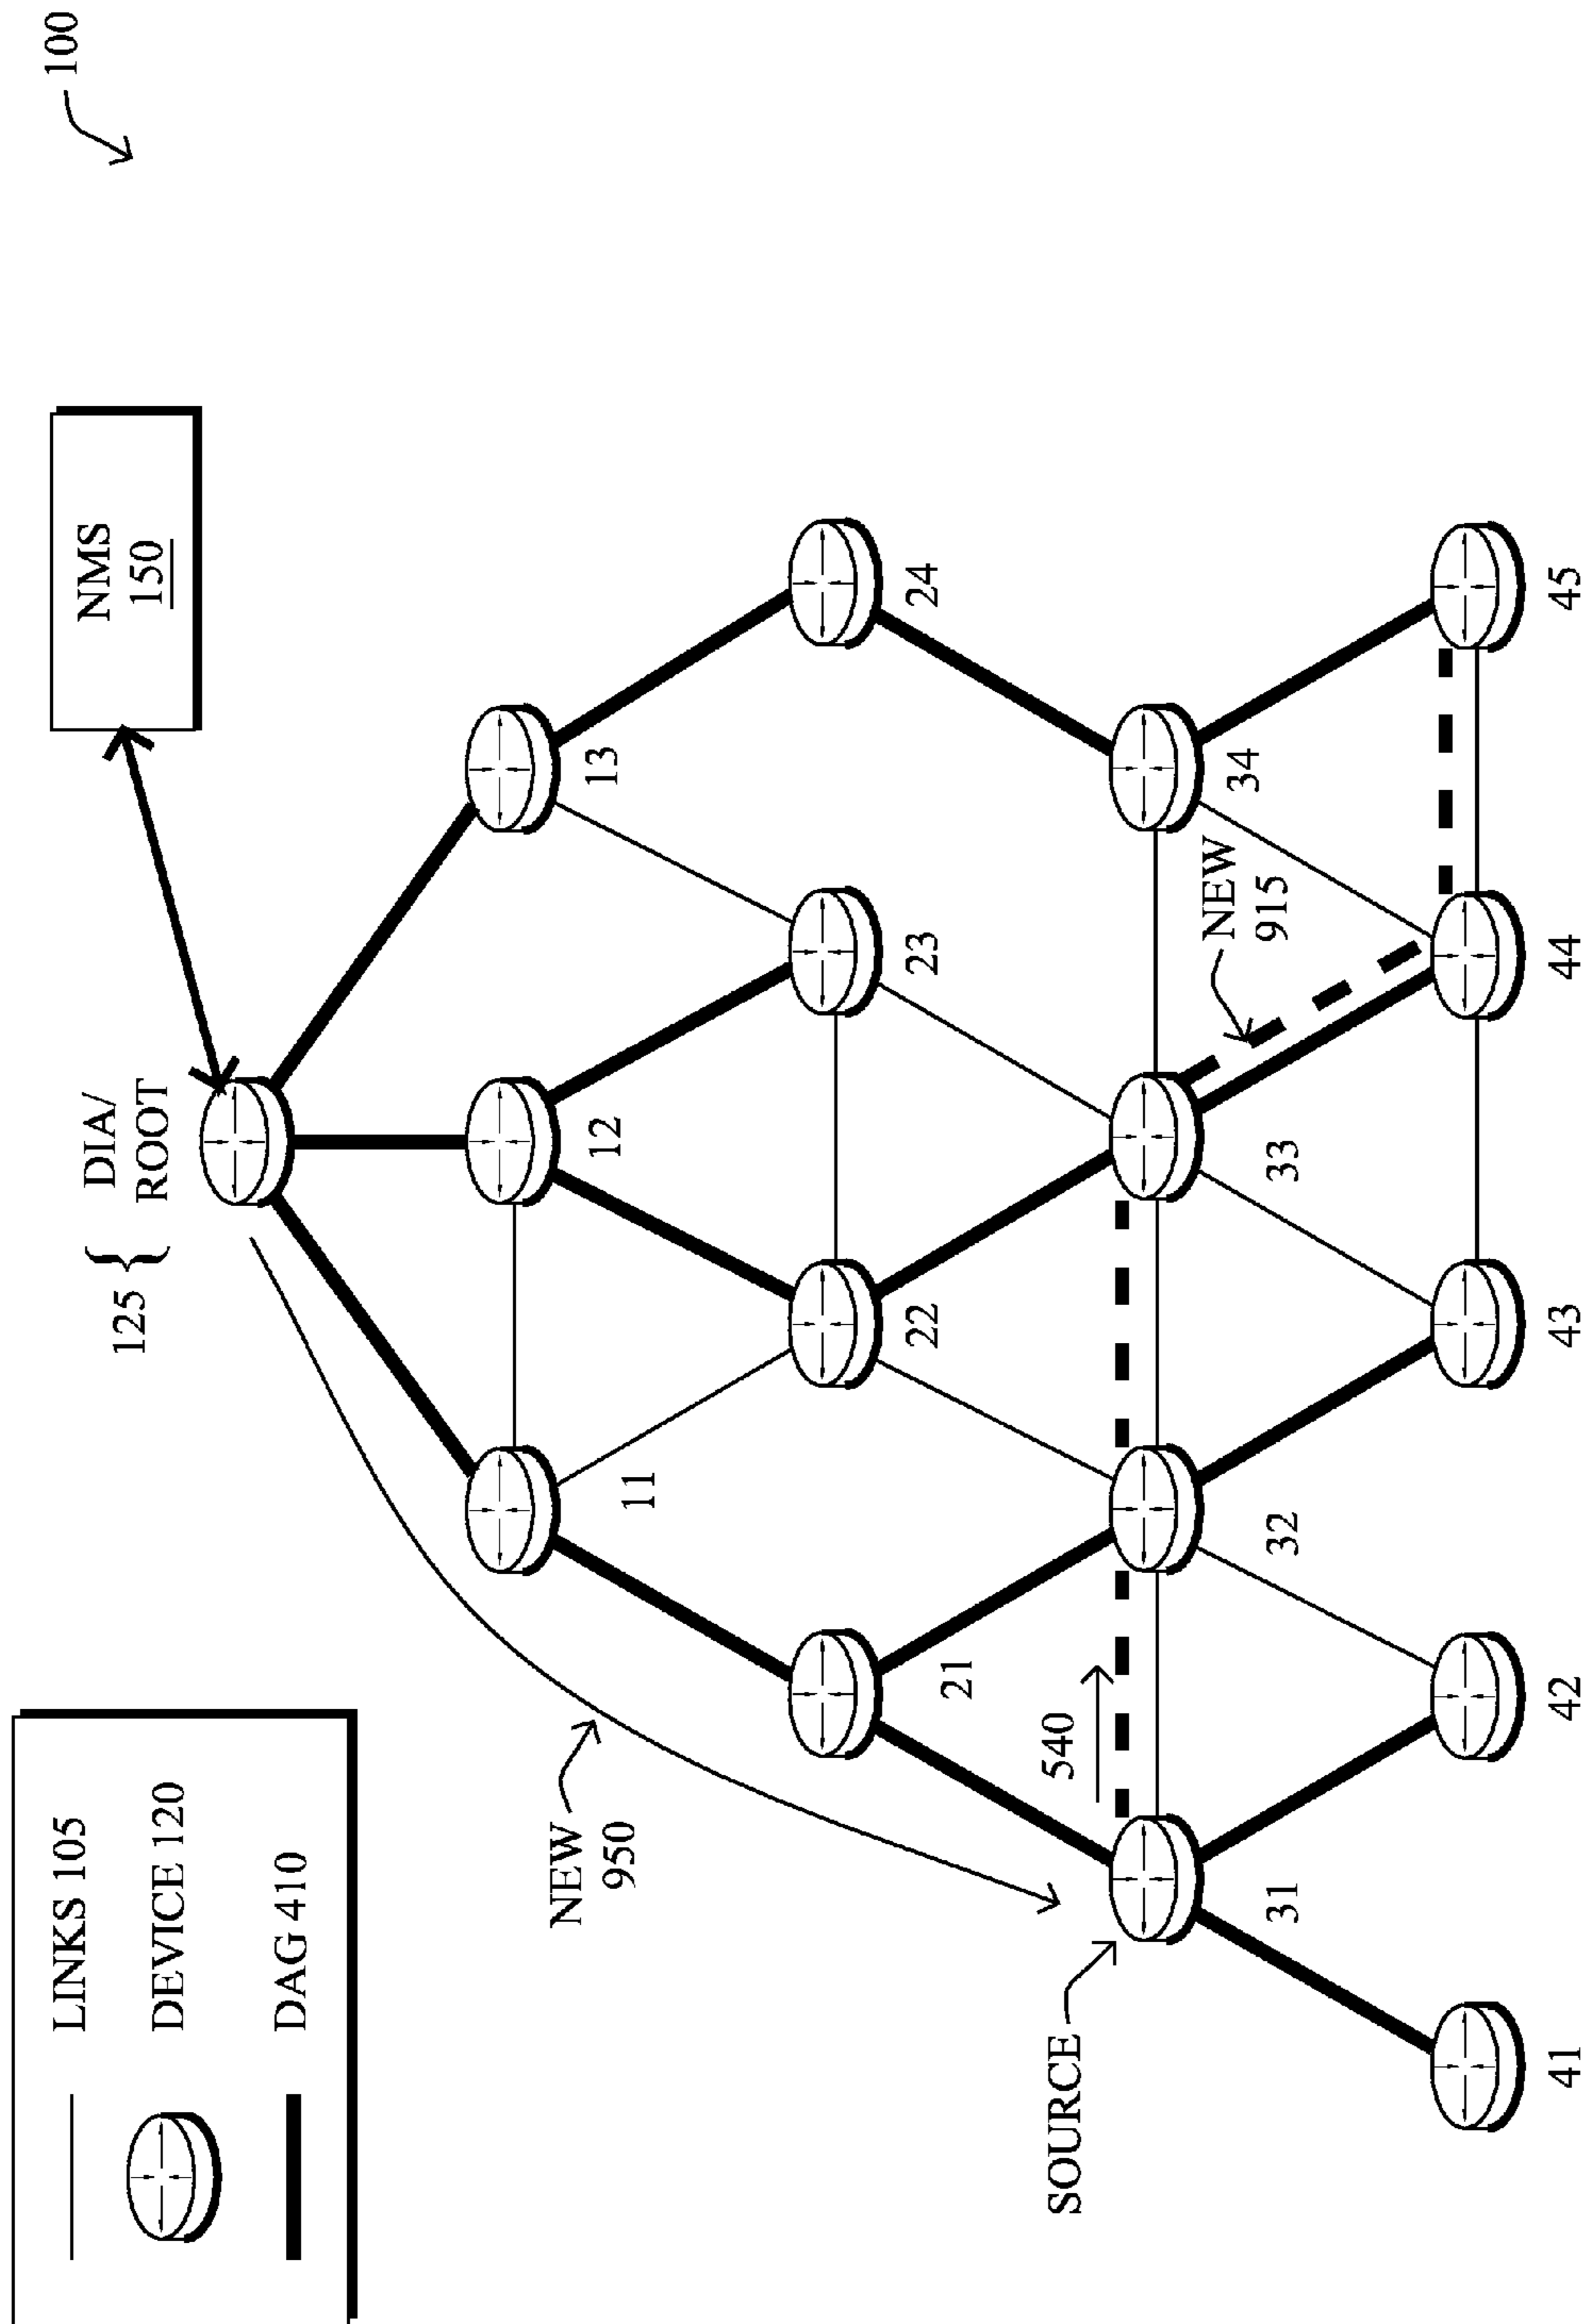 LINKS 105
DEVICE 120
DAG 410
100
NMS
150
125 { DIA/
ROOT
11
12
13
NEW
950
21
22
23
24
540
SOURCE
NEW
915
31
32
33
34
41
42
43
44
45